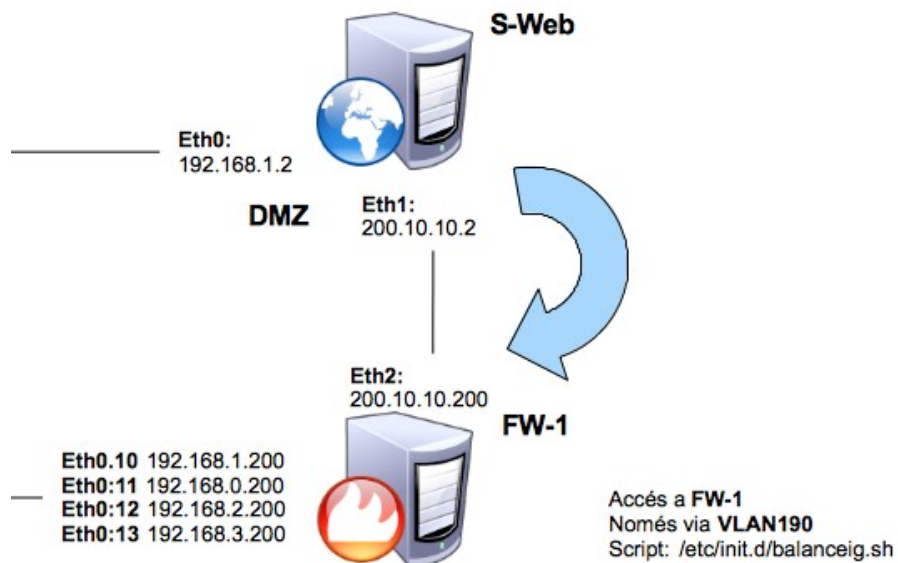 S-Web
Eth0:
192.168.1.2
DMZ
Eth1:
200.10.10.2
Eth2:
200.10.10.200
FW-1
Eth0.10 192.168.1.200
Eth0:11 192.168.0.200
Eth0:12 192.168.2.200
Eth0:13 192.168.3.200
Accés a FW-1
Només via VLAN190
Script: /etc/init.d/balanceig.sh